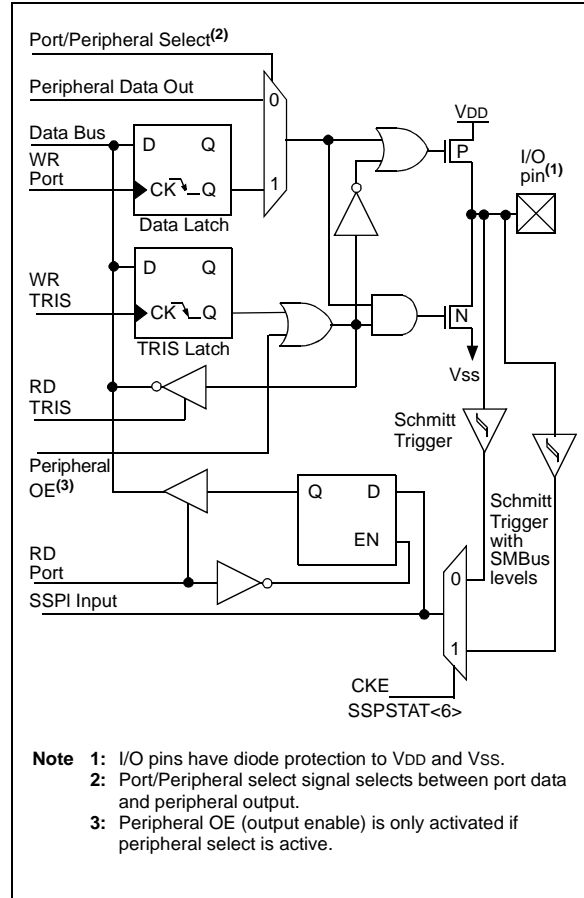 Port/Peripheral Select(2)
Peripheral Data Out
Data Bus
WR
Port
D Q
CK Q
Data Latch
0
1
VDD
P
I/O
pin(1)
WR
TRIS
D Q
CK Q
TRIS Latch
N
Vss
RD
TRIS
Schmitt
Trigger
Peripheral
OE(3)
Q D
EN
Schmitt
Trigger
with
SMBus
levels
RD
Port
SSPl Input
0
1
CKE
SSPSTAT<6>
Note 1: I/O pins have diode protection to VDD and VSS.
2: Port/Peripheral select signal selects between port data
and peripheral output.
3: Peripheral OE (output enable) is only activated if
peripheral select is active.